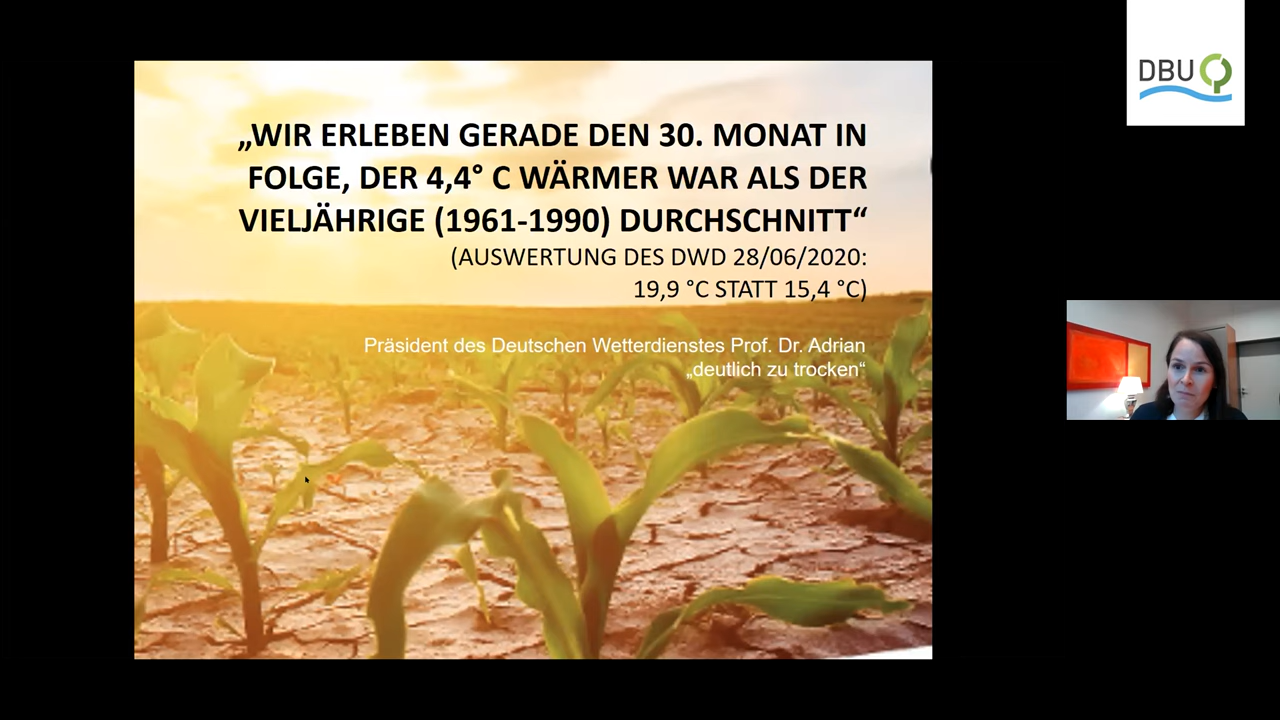 „WIR ERLEBEN GERADE DEN 30. MONAT IN
FOLGE, DER 4,4° C WÄRMER WAR ALS DER
VIELJÄHRIGE (1961-1990) DURCHSCHNITT“
(AUSWERTUNG DES DWD 28/06/2020:
19,9 °C STATT 15,4 °C)
Präsident des Deutschen Wetterdienstes Prof. Dr. Adrian
„deutlich zu trocken“
DBU